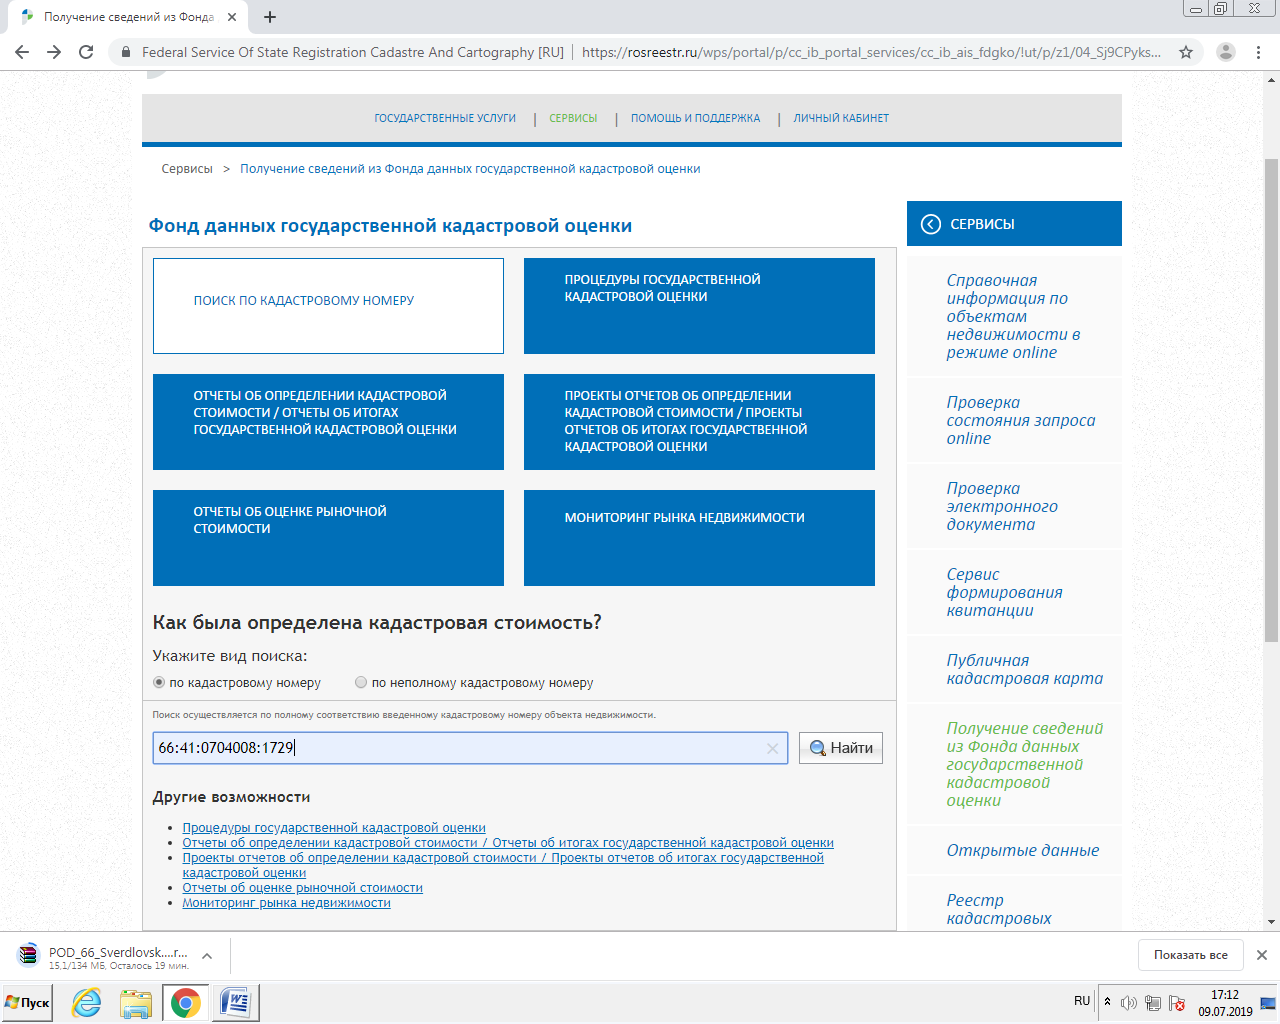 Получение сведений из Фонда
Federal Service Of State Registration Cadastre And Cartography [RU] | https://rosreestr.ru/wps/portal/p/cc_ib_portal_services/cc_ib_ais_fdgko/!ut/p/z1/04_Sj9CPyks...
ГОСУДАРСТВЕННЫЕ УСЛУГИ | СЕРВИСЫ | ПОМОЩЬ И ПОДДЕРЖКА | ЛИЧНЫЙ КАБИНЕТ
Сервисы > Получение сведений из Фонда данных государственной кадастровой оценки
Фонд данных государственной кадастровой оценки
ПОИСК ПО КАДАСТРОВОМУ НОМЕРУ
ПРОЦЕДУРЫ ГОСУДАРСТВЕННОЙ
КАДАСТРОВОЙ ОЦЕНКИ
ОТЧЕТЫ ОБ ОПРЕДЕЛЕНИИ КАДАСТРОВОЙ
СТОИМОСТИ / ОТЧЕТЫ ОБ ИТОГАХ
ГОСУДАРСТВЕННОЙ КАДАСТРОВОЙ ОЦЕНКИ
ПРОЕКТЫ ОТЧЕТОВ ОБ ОПРЕДЕЛЕНИИ
КАДАСТРОВОЙ СТОИМОСТИ / ПРОЕКТЫ
ОТЧЕТОВ ОБ ИТОГАХ ГОСУДАРСТВЕННОЙ
КАДАСТРОВОЙ ОЦЕНКИ
ОТЧЕТЫ ОБ ОЦЕНКЕ РЫНОЧНОЙ
СТОИМОСТИ
МОНИТОРИНГ РЫНКА НЕДВИЖИМОСТИ
Как была определена кадастровая стоимость?
Укажите вид поиска:
по кадастровому номеру по неполному кадастровому номеру
Поиск осуществляется по полному соответствию введенному кадастровому номеру объекта недвижимости.
66:41:0704008:1729
Найти
Другие возможности
Процедуры государственной кадастровой оценки
Отчеты об определении кадастровой стоимости / Отчеты об итогах государственной кадастровой оценки
Проекты отчетов об определении кадастровой стоимости / Проекты отчетов об итогах государственной
кадастровой оценки
Отчеты об оценке рыночной стоимости
Мониторинг рынка недвижимости
СЕРВИСЫ
Справочная
информация по
объектам
недвижимости в
режиме online
Проверка
состояния запроса
online
Проверка
электронного
документа
Сервис
формирования
квитанции
Публичная
кадастровая карта
Получение сведений
из Фонда данных
государственной
кадастровой
оценки
Открытые данные
Реестр
кадастровых
POD_66_Sverdlovsk....r...
15,1/134 МБ, Осталось 19 мин.
Показать все
Пуск
RU
17:12
09.07.2019